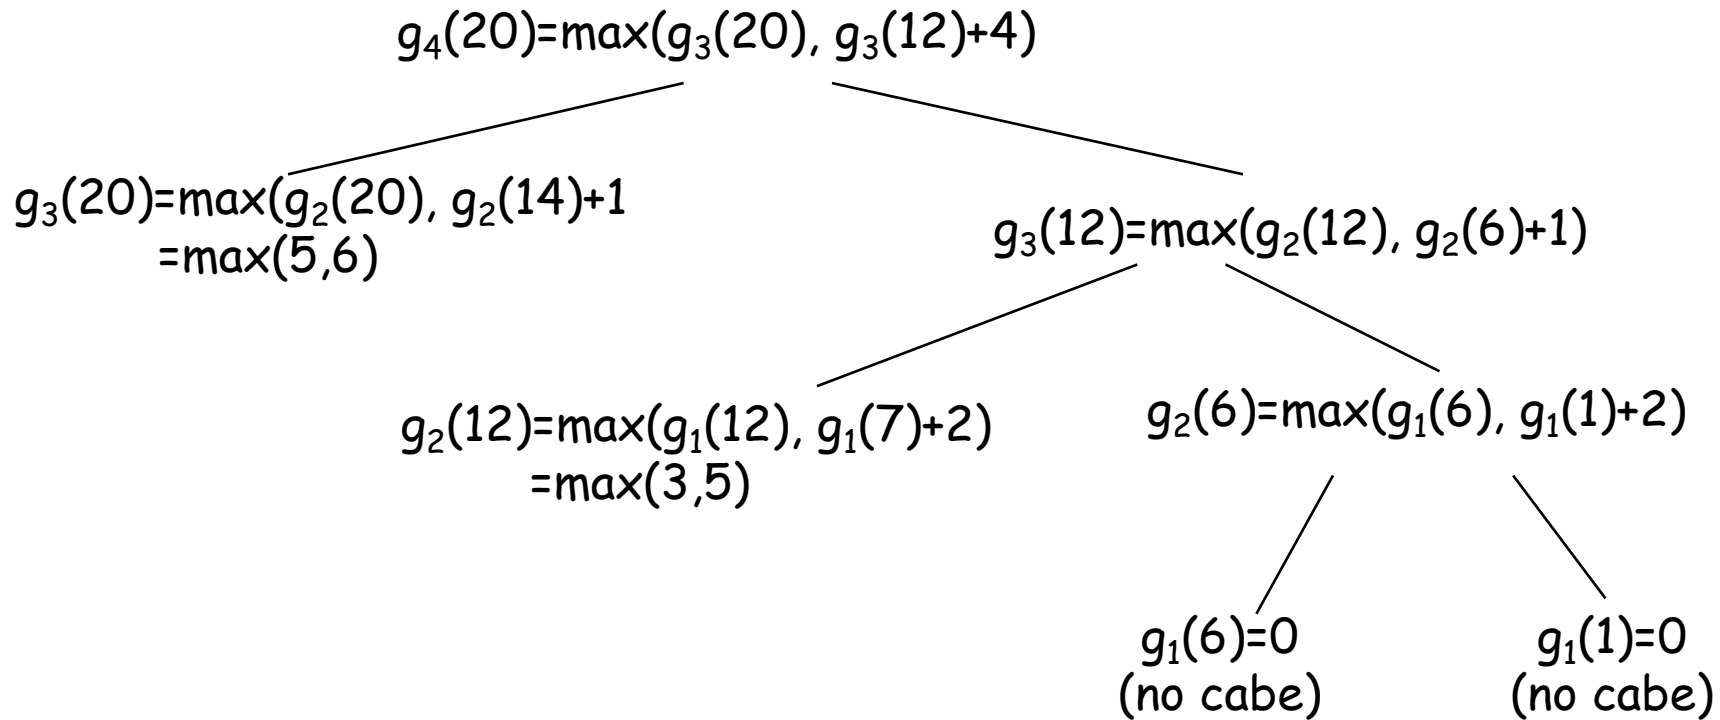 g₄(20)=max(g₃(20), g₃(12)+4)
g₃(20)=max(g₂(20), g₂(14)+1
=max(5,6)
g₃(12)=max(g₂(12), g₂(6)+1)
g₂(12)=max(g₁(12), g₁(7)+2)
=max(3,5)
g₂(6)=max(g₁(6), g₁(1)+2)
g₁(6)=0
(no cabe)
g₁(1)=0
(no cabe)